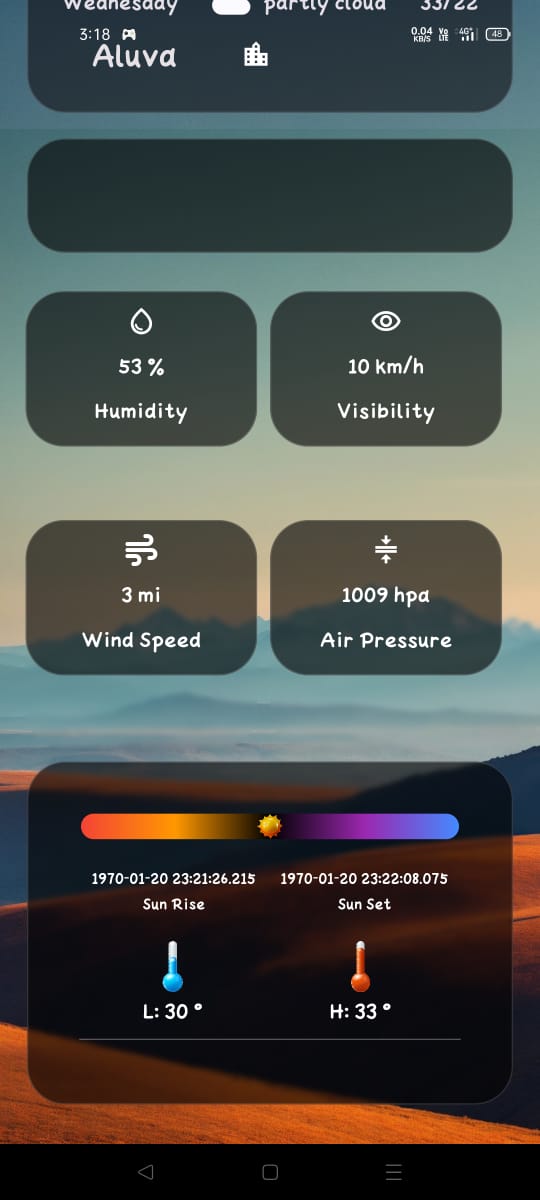 Wednesday partly cloud 33/22
3:18 0.04 KB/S Vo LTE 4G+ 48
Aluva
53 % 10 km/h
Humidity Visibility
3 mi 1009 hpa
Wind Speed Air Pressure
1970-01-20 23:21:26.215 1970-01-20 23:22:08.075
Sun Rise Sun Set
L: 30 ° H: 33 °